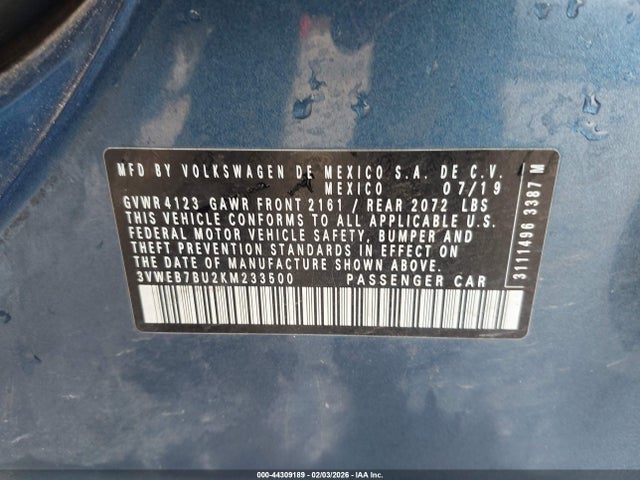 MFD BY VOLKSWAGEN DE MEXICO S.A. DE C.V.
MEXICO 07/19
GVWR 4123 GAWR FRONT 2161 / REAR 2072 LBS
THIS VEHICLE CONFORMS TO ALL APPLICABLE U.S.
FEDERAL MOTOR VEHICLE SAFETY, BUMPER AND
THEFT PREVENTION STANDARDS IN EFFECT ON
THE DATE OF MANUFACTURE SHOWN ABOVE.
3VWEB7BU2KM233500 PASSENGER CAR
3111496 3387 M
000-44309189 - 02/03/2026 - IAA Inc.